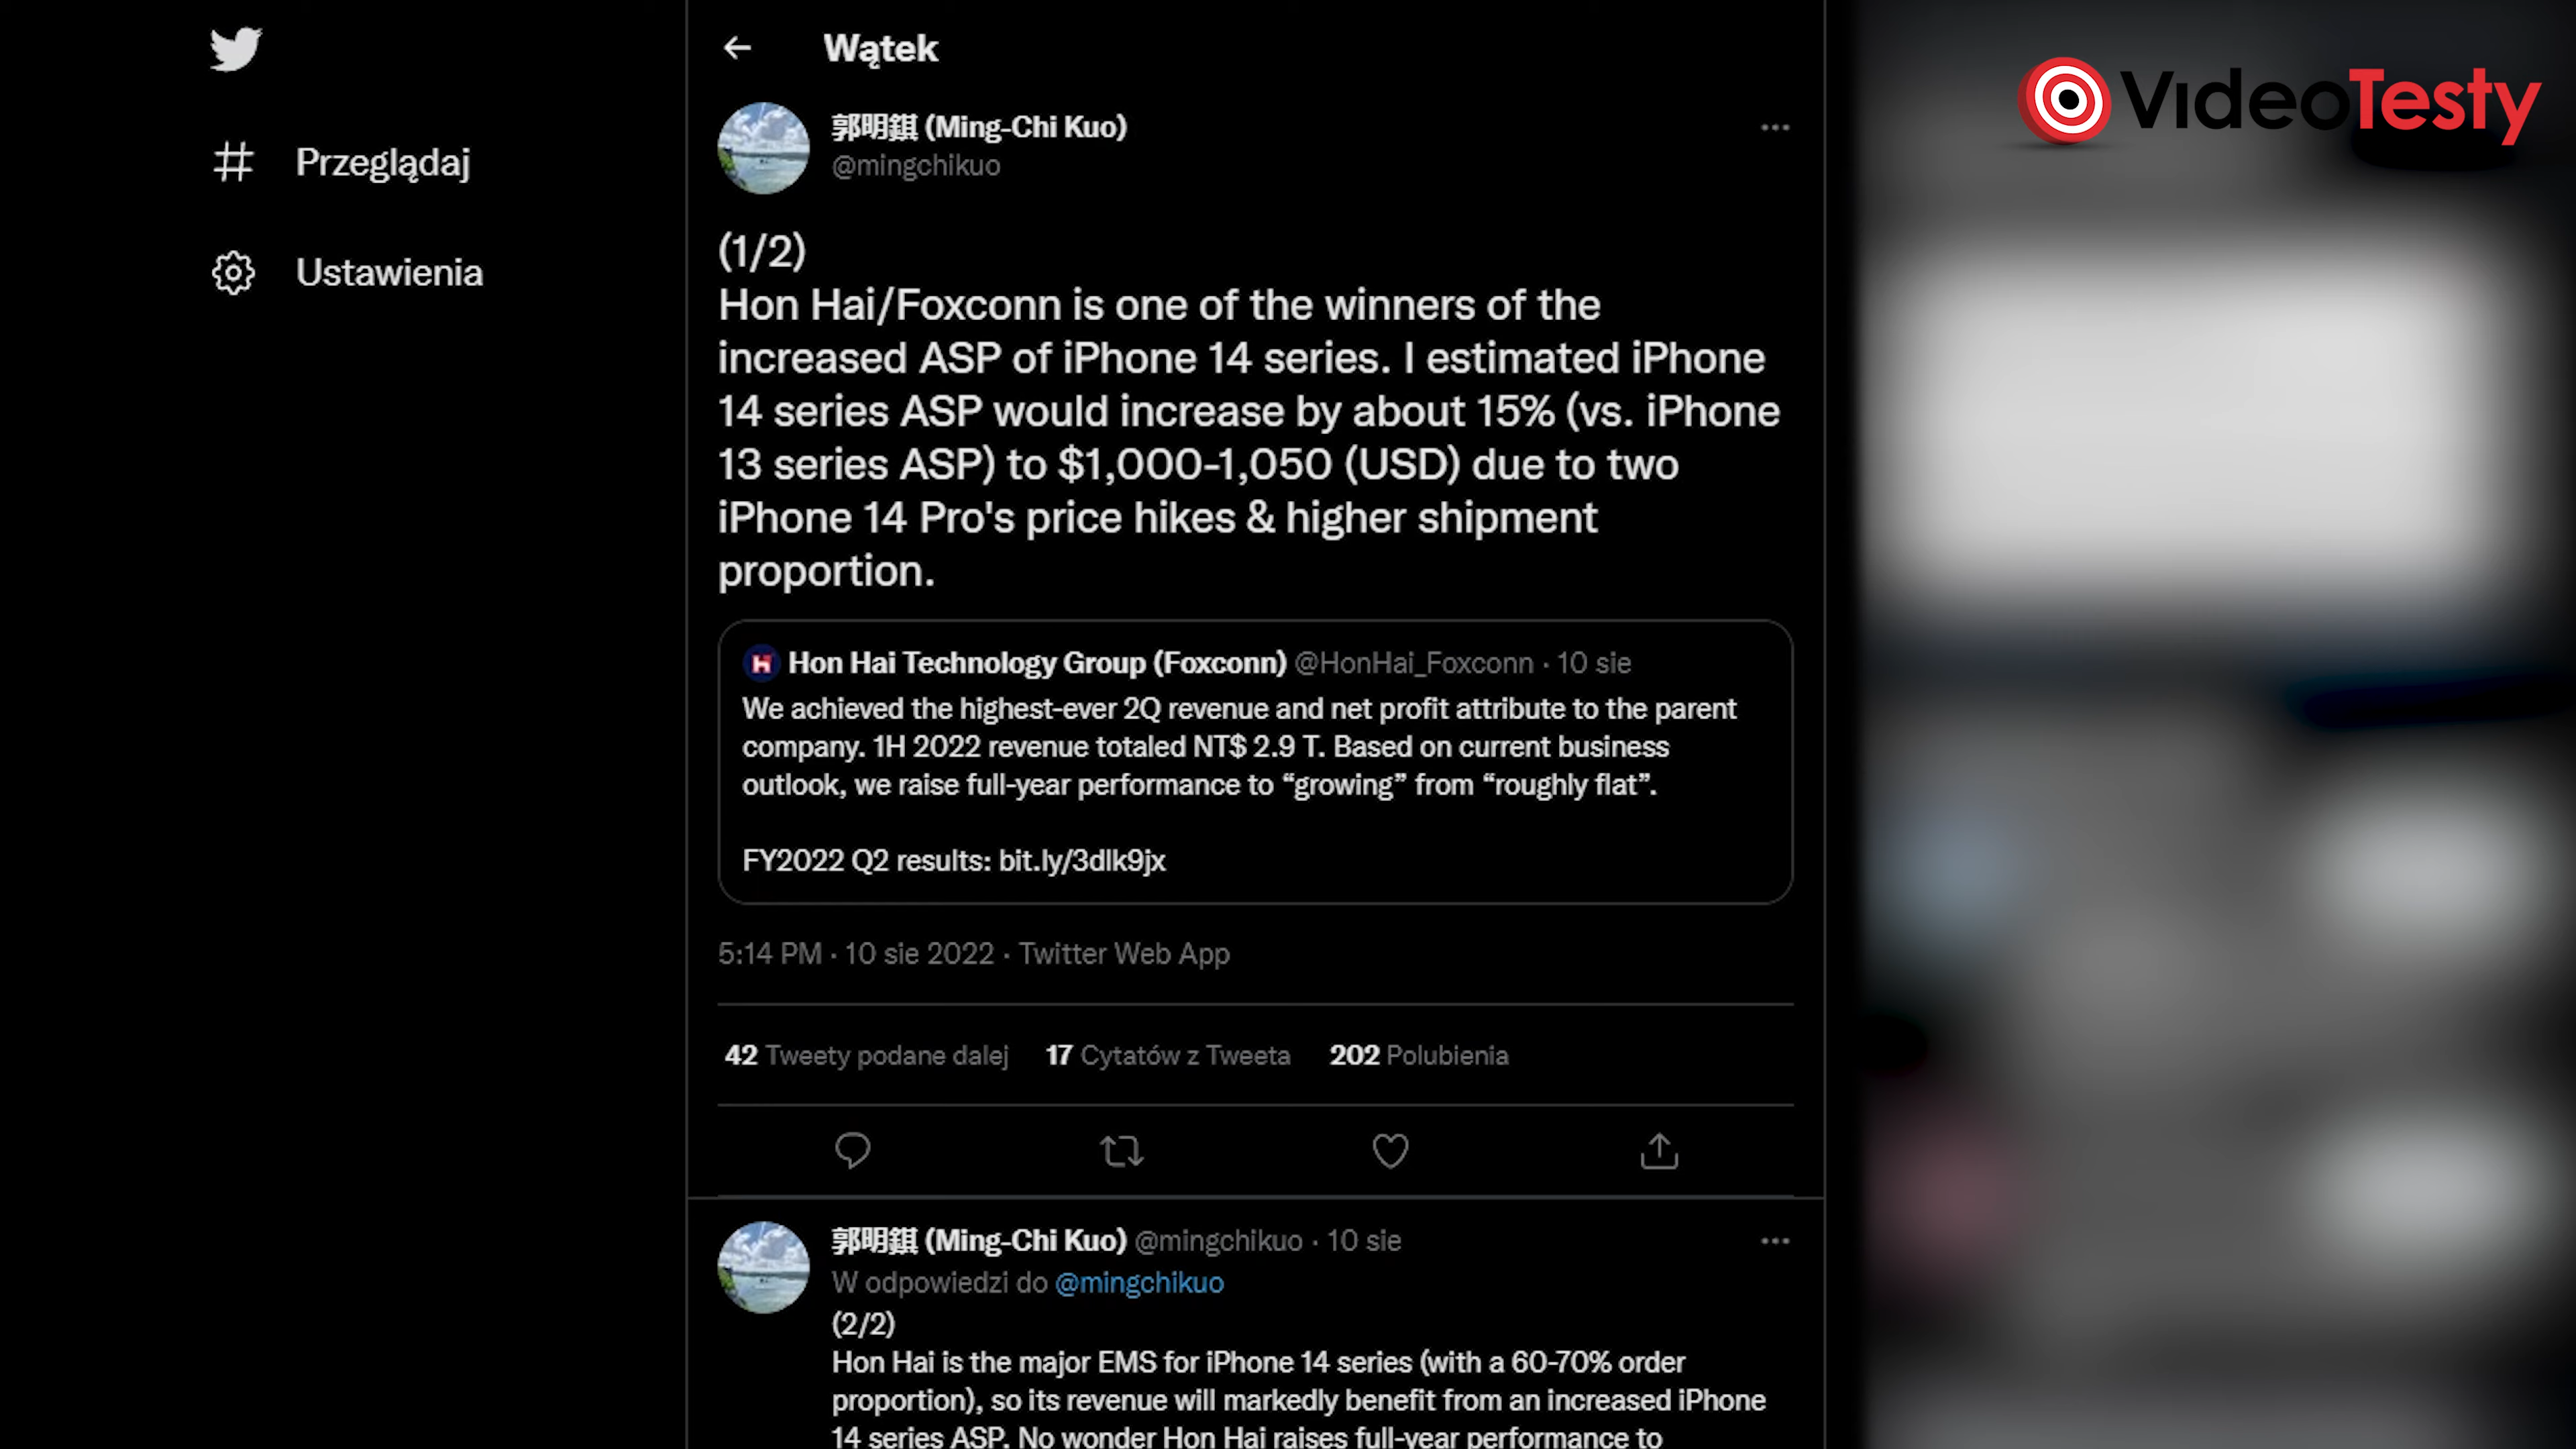 Wątek
VideoTesty
Przeglądaj
Ustawienia
郭明錤 (Ming-Chi Kuo)
@mingchikuo
(1/2)
Hon Hai/Foxconn is one of the winners of the
increased ASP of iPhone 14 series. I estimated iPhone
14 series ASP would increase by about 15% (vs. iPhone
13 series ASP) to $1,000-1,050 (USD) due to two
iPhone 14 Pro's price hikes & higher shipment
proportion.
Hon Hai Technology Group (Foxconn) @HonHai_Foxconn · 10 sie
We achieved the highest-ever 2Q revenue and net profit attribute to the parent
company. 1H 2022 revenue totaled NT$ 2.9 T. Based on current business
outlook, we raise full-year performance to “growing” from “roughly flat”.
FY2022 Q2 results: bit.ly/3dlk9jx
5:14 PM · 10 sie 2022 · Twitter Web App
42 Tweety podane dalej 17 Cytatów z Tweeta 202 Polubienia
郭明錤 (Ming-Chi Kuo) @mingchikuo · 10 sie
W odpowiedzi do @mingchikuo
(2/2)
Hon Hai is the major EMS for iPhone 14 series (with a 60-70% order
proportion), so its revenue will markedly benefit from an increased iPhone
14 series ASP. No wonder Hon Hai raises full-year performance to